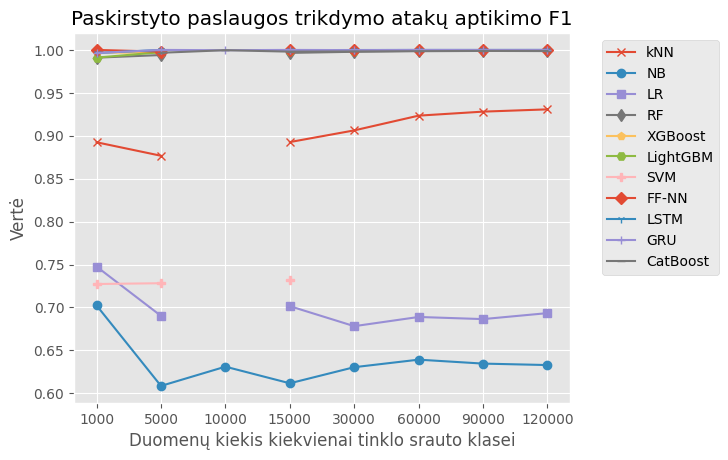 Paskirstyto paslaugos trikdymo atakų aptikimo F1
1.00
0.95
0.90
0.85
0.80
0.75
0.70
0.65
0.60
Vertė
1000 5000 10000 15000 30000 60000 90000 120000
Duomenų kiekis kiekvienai tinklo srauto klasei
kNN
NB
LR
RF
XGBoost
LightGBM
SVM
FF-NN
LSTM
GRU
CatBoost